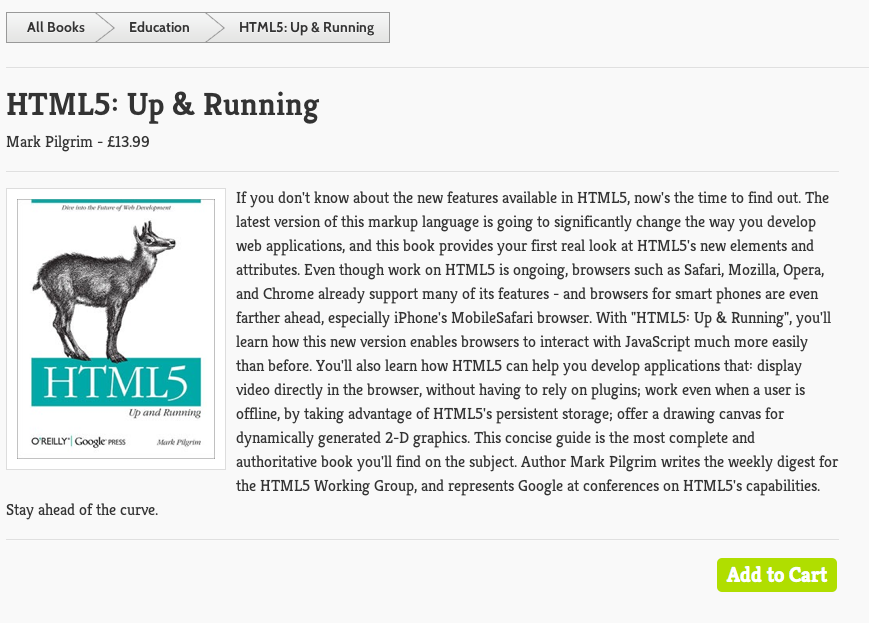 All Books
Education
HTML5: Up & Running
HTML5: Up & Running
Mark Pilgrim - £13.99
Dive into the Future of Web Development
HTML5
Up and Running
O'REILLY® | Google PRESS
Mark Pilgrim
If you don't know about the new features available in HTML5, now's the time to find out. The
latest version of this markup language is going to significantly change the way you develop
web applications, and this book provides your first real look at HTML5's new elements and
attributes. Even though work on HTML5 is ongoing, browsers such as Safari, Mozilla, Opera,
and Chrome already support many of its features - and browsers for smart phones are even
farther ahead, especially iPhone's MobileSafari browser. With "HTML5: Up & Running", you'll
learn how this new version enables browsers to interact with JavaScript much more easily
than before. You'll also learn how HTML5 can help you develop applications that: display
video directly in the browser, without having to rely on plugins; work even when a user is
offline, by taking advantage of HTML5's persistent storage; offer a drawing canvas for
dynamically generated 2-D graphics. This concise guide is the most complete and
authoritative book you'll find on the subject. Author Mark Pilgrim writes the weekly digest for
the HTML5 Working Group, and represents Google at conferences on HTML5's capabilities.
Stay ahead of the curve.
Add to Cart